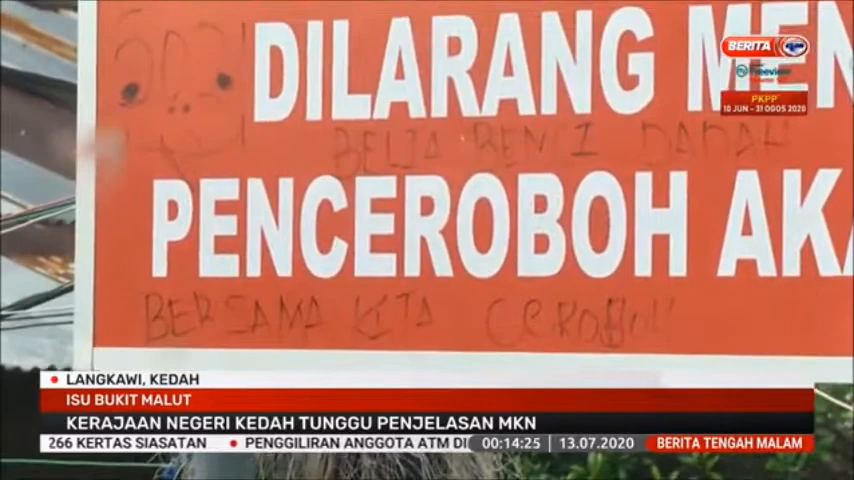 DILARANG MEN
BELIA BENCI DADAH
PENCEROBOH AKA
BERSAMA KITA CEROBOH
BERITA
Freeview
PKPP
10 JUN - 31 OGOS 2020
LANGKAWI, KEDAH
ISU BUKIT MALUT
KERAJAAN NEGERI KEDAH TUNGGU PENJELASAN MKN
266 KERTAS SIASATAN • PENGGILIRAN ANGGOTA ATM DI 00:14:25 13.07.2020 BERITA TENGAH MALAM